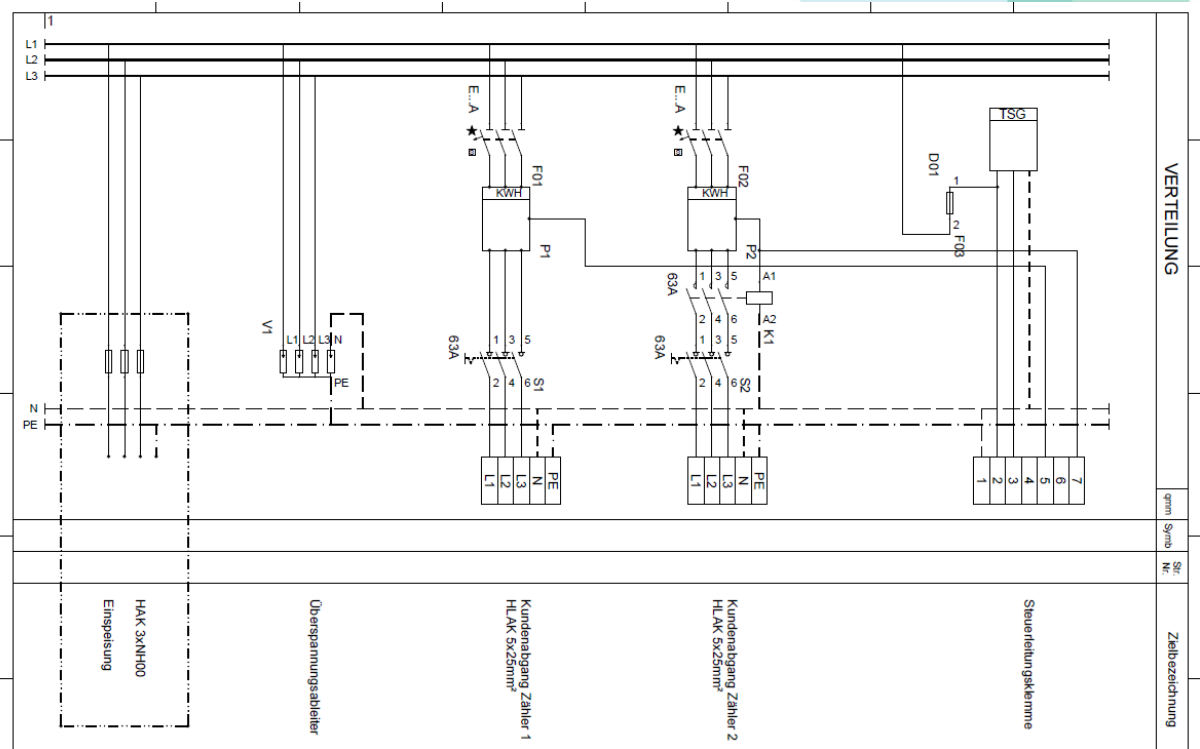 1
L1
L2
L3
E...A
E...A
TSG
D01
1
2
F03
F01
F02
KWH
KWH
P1
P2
VERTEILUNG
63A
1 3 5
A1
2 4 6
A2
K1
V1
L1 L2 L3 N
PE
63A
1 3 5
2 4 6
S1
63A
1 3 5
2 4 6
S2
N
PE
L1 L2 L3 N PE
L1 L2 L3 N PE
1 2 3 4 5 6 7
qmm
Symb
Str.
Nr.
Einspeisung
HAK 3xNH00
Überspannungsableiter
Kundenabgang Zähler 1
HLAK 5x25mm²
Kundenabgang Zähler 2
HLAK 5x25mm²
Steuerleitungsklemme
Zielbezeichnung